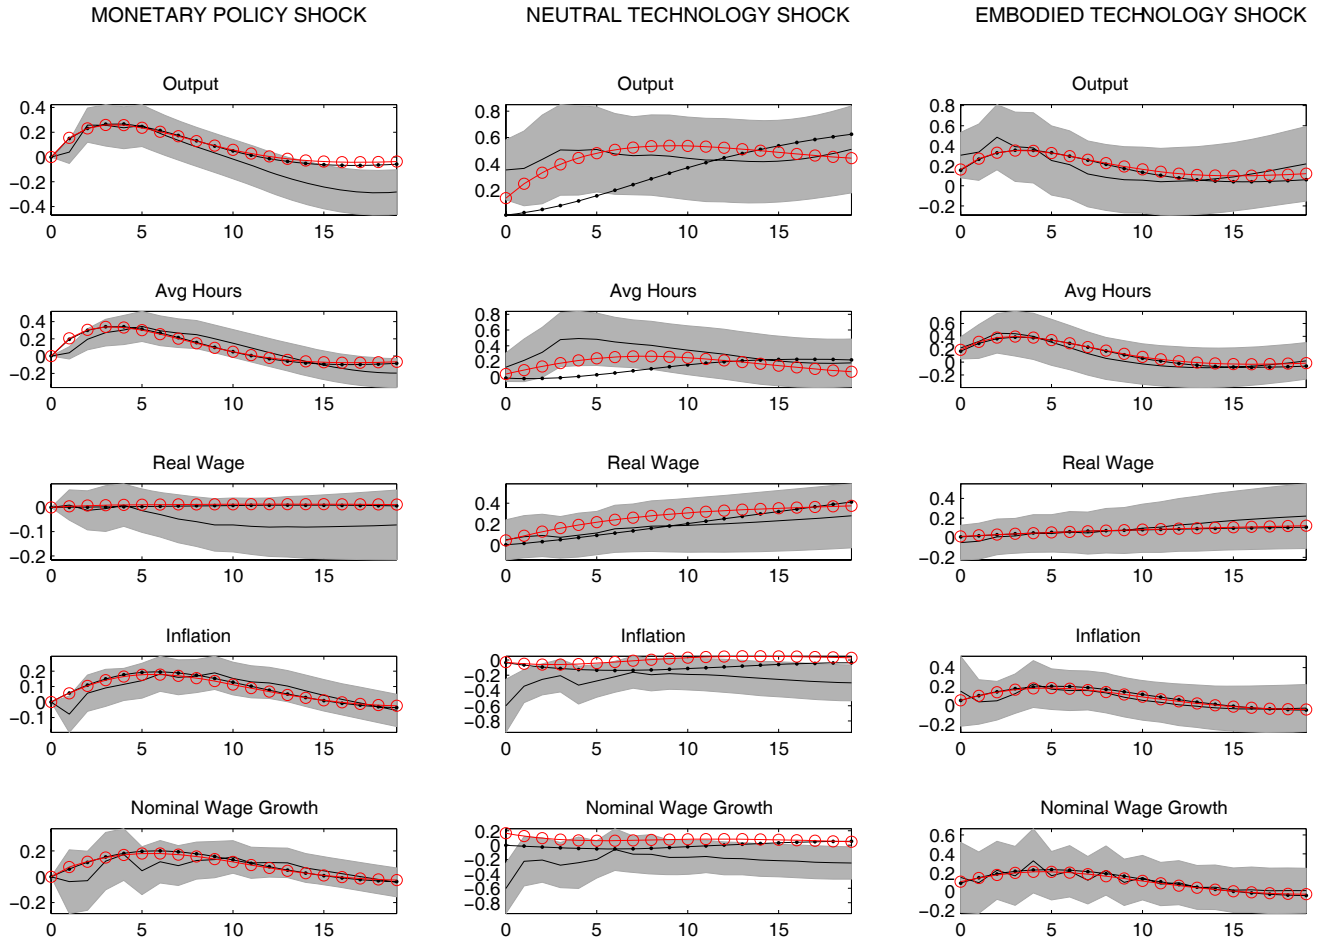 MONETARY POLICY SHOCK NEUTRAL TECHNOLOGY SHOCK EMBODIED TECHNOLOGY SHOCK
Output Output Output
0.4 0.2 0 −0.2 −0.4
0.8 0.6 0.4 0.2
0.8 0.6 0.4 0.2 0 −0.2
0 5 10 15 0 5 10 15 0 5 10 15
Avg Hours Avg Hours Avg Hours
0.4 0.2 0 −0.2
0.8 0.6 0.4 0.2 0
0.6 0.4 0.2 0 −0.2
0 5 10 15 0 5 10 15 0 5 10 15
Real Wage Real Wage Real Wage
0 −0.1 −0.2
0.4 0.2 0
0.4 0.2 0 −0.2
0 5 10 15 0 5 10 15 0 5 10 15
Inflation Inflation Inflation
0.2 0.1 0 −0.1
0 −0.2 −0.4 −0.6 −0.8
0.4 0.2 0 −0.2
0 5 10 15 0 5 10 15 0 5 10 15
Nominal Wage Growth Nominal Wage Growth Nominal Wage Growth
0.2 0 −0.2
0.2 0 −0.2 −0.4 −0.6 −0.8
0.6 0.4 0.2 0 −0.2
0 5 10 15 0 5 10 15 0 5 10 15